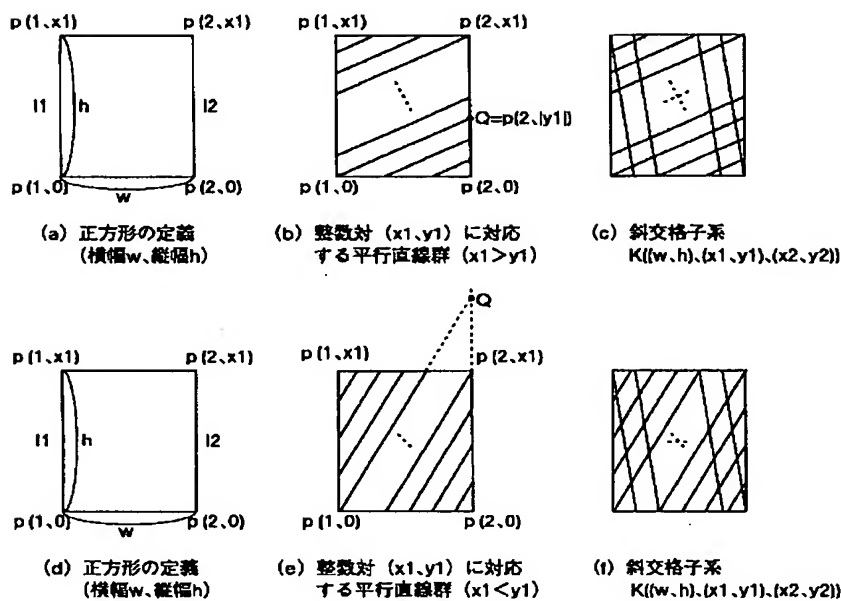 p(1、x1) p(2、x1) p(1、x1) p(2、x1)
l1 h l2 Q=p(2、|y1|)
p(1、0) w p(2、0) p(1、0) p(2、0)
(a) 正方形の定義 (b) 整数対 (x1、y1) に対応 (c) 斜交格子系
(横幅w、縦幅h) する平行直線群 (x1>y1) K((w、h)、(x1、y1)、(x2、y2))
Q
p(1、x1) p(2、x1) p(1、x1) p(2、x1)
l1 h l2
p(1、0) w p(2、0) p(1、0) p(2、0)
(d) 正方形の定義 (e) 整数対 (x1、y1) に対応 (f) 斜交格子系
(横幅w、縦幅h) する平行直線群 (x1<y1) K((w、h)、(x1、y1)、(x2、y2))